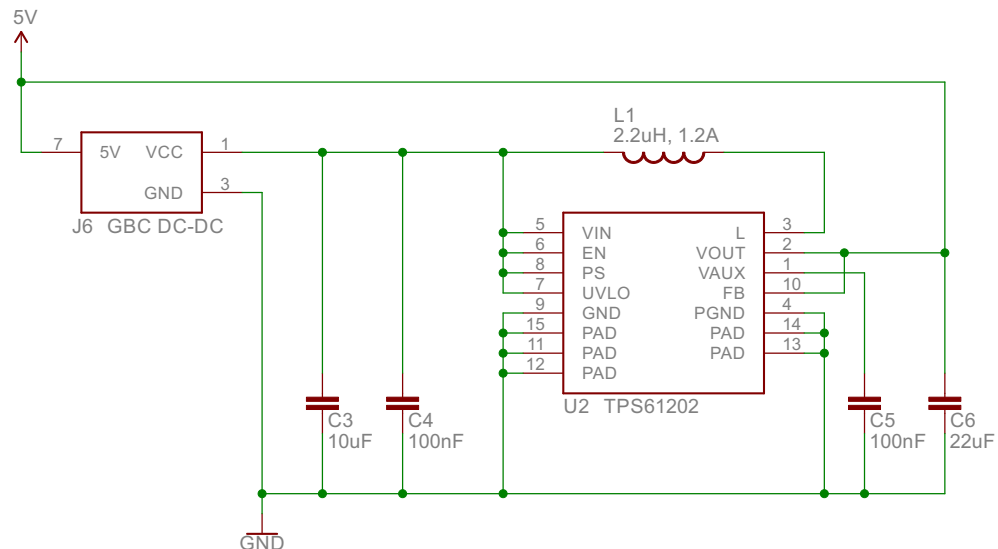 5V
L1
2.2uH, 1.2A
7 5V VCC 1
GND 3
J6 GBC DC-DC
5 VIN L 3
6 EN VOUT 2
8 PS VAUX 1
7 UVLO FB 10
9 GND PGND 4
15 PAD PAD 14
11 PAD PAD 13
12 PAD
U2 TPS61202
C3
10uF
C4
100nF
C5
100nF
C6
22uF
GND